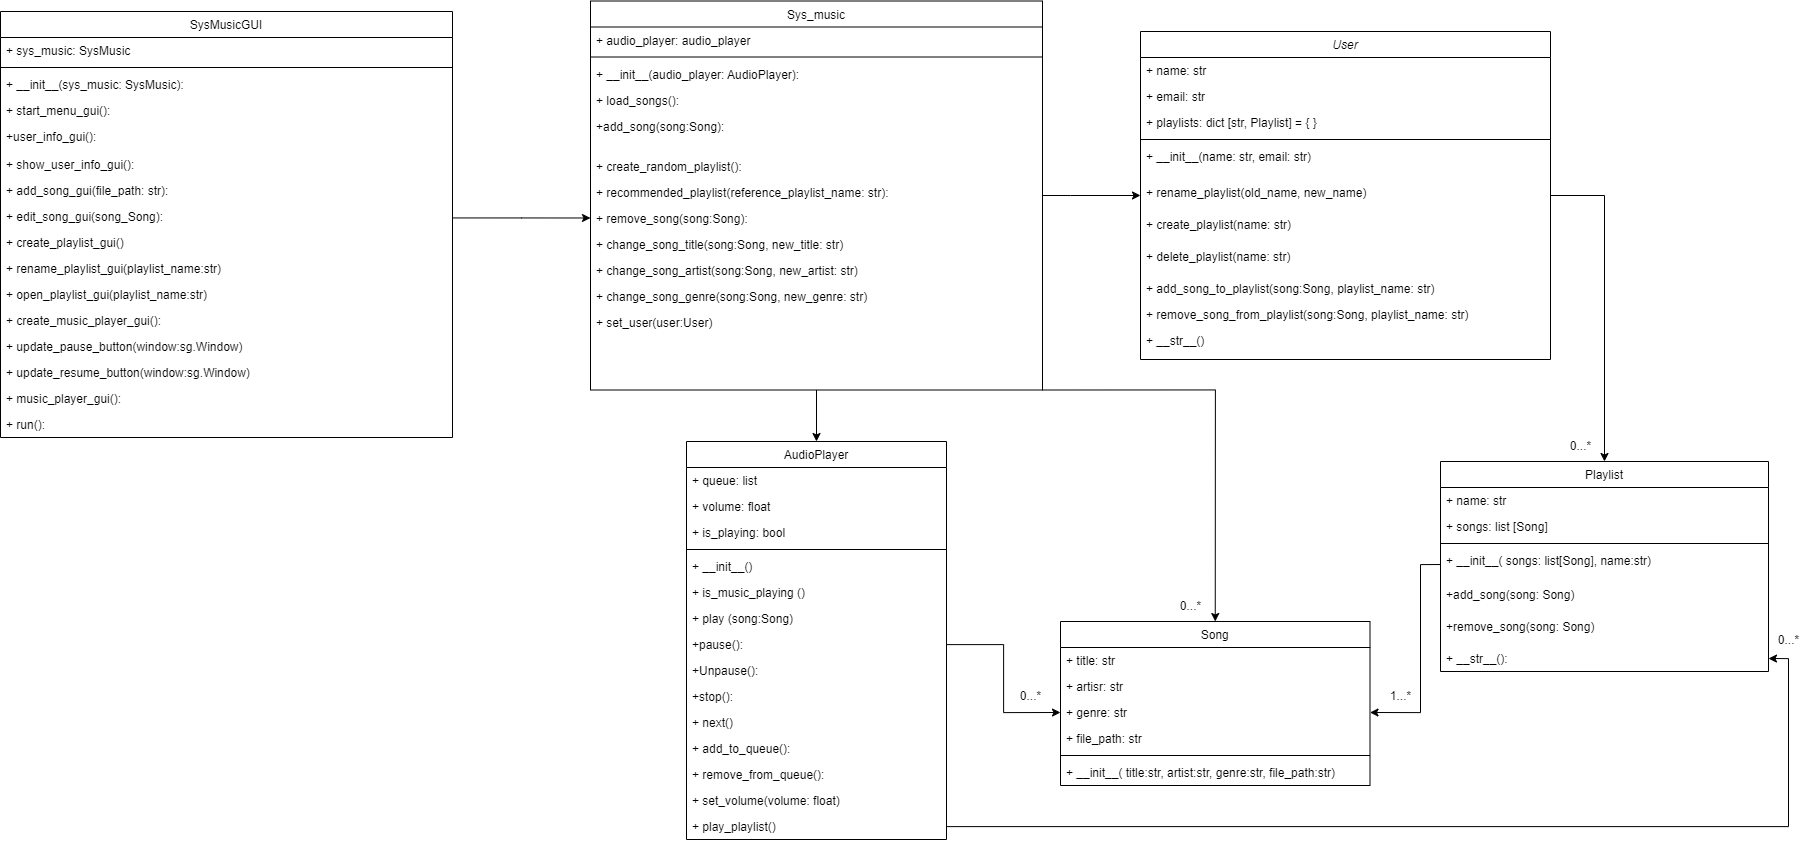 SysMusicGUI
+ sys_music: SysMusic
+ __init__(sys_music: SysMusic):
+ start_menu_gui():
+user_info_gui():
+ show_user_info_gui():
+ add_song_gui(file_path: str):
+ edit_song_gui(song_Song):
+ create_playlist_gui()
+ rename_playlist_gui(playlist_name:str)
+ open_playlist_gui(playlist_name:str)
+ create_music_player_gui():
+ update_pause_button(window:sg.Window)
+ update_resume_button(window:sg.Window)
+ music_player_gui():
+ run():
Sys_music
+ audio_player: audio_player
+ __init__(audio_player: AudioPlayer):
+ load_songs():
+add_song(song:Song):
+ create_random_playlist():
+ recommended_playlist(reference_playlist_name: str):
+ remove_song(song:Song):
+ change_song_title(song:Song, new_title: str)
+ change_song_artist(song:Song, new_artist: str)
+ change_song_genre(song:Song, new_genre: str)
+ set_user(user:User)
User
+ name: str
+ email: str
+ playlists: dict [str, Playlist] = { }
+ __init__(name: str, email: str)
+ rename_playlist(old_name, new_name)
+ create_playlist(name: str)
+ delete_playlist(name: str)
+ add_song_to_playlist(song:Song, playlist_name: str)
+ remove_song_from_playlist(song:Song, playlist_name: str)
+ __str__()
AudioPlayer
+ queue: list
+ volume: float
+ is_playing: bool
+ __init__()
+ is_music_playing ()
+ play (song:Song)
+pause():
+Unpause():
+stop():
+ next()
+ add_to_queue():
+ remove_from_queue():
+ set_volume(volume: float)
+ play_playlist()
0...*
0...*
Song
+ title: str
+ artisr: str
+ genre: str
+ file_path: str
+ __init__( title:str, artist:str, genre:str, file_path:str)
1...*
0...*
Playlist
+ name: str
+ songs: list [Song]
+ __init__( songs: list[Song], name:str)
+add_song(song: Song)
+remove_song(song: Song)
+ __str__():
0...*